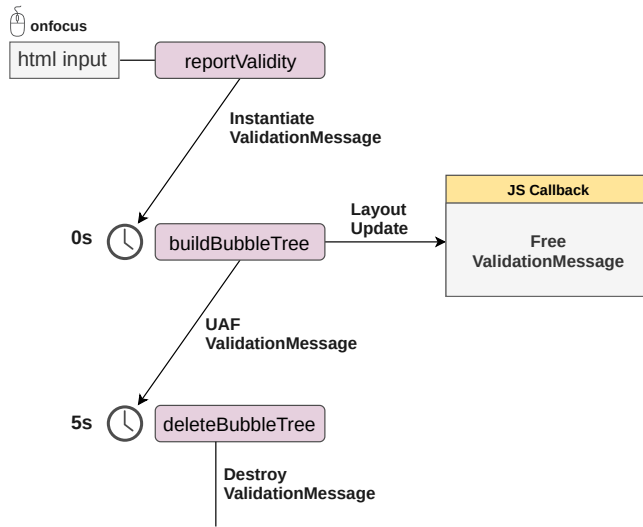 onfocus
html input
reportValidity
Instantiate
ValidationMessage
JS Callback
Layout
Update
0s
buildBubbleTree
Free
ValidationMessage
UAF
ValidationMessage
5s
deleteBubbleTree
Destroy
ValidationMessage